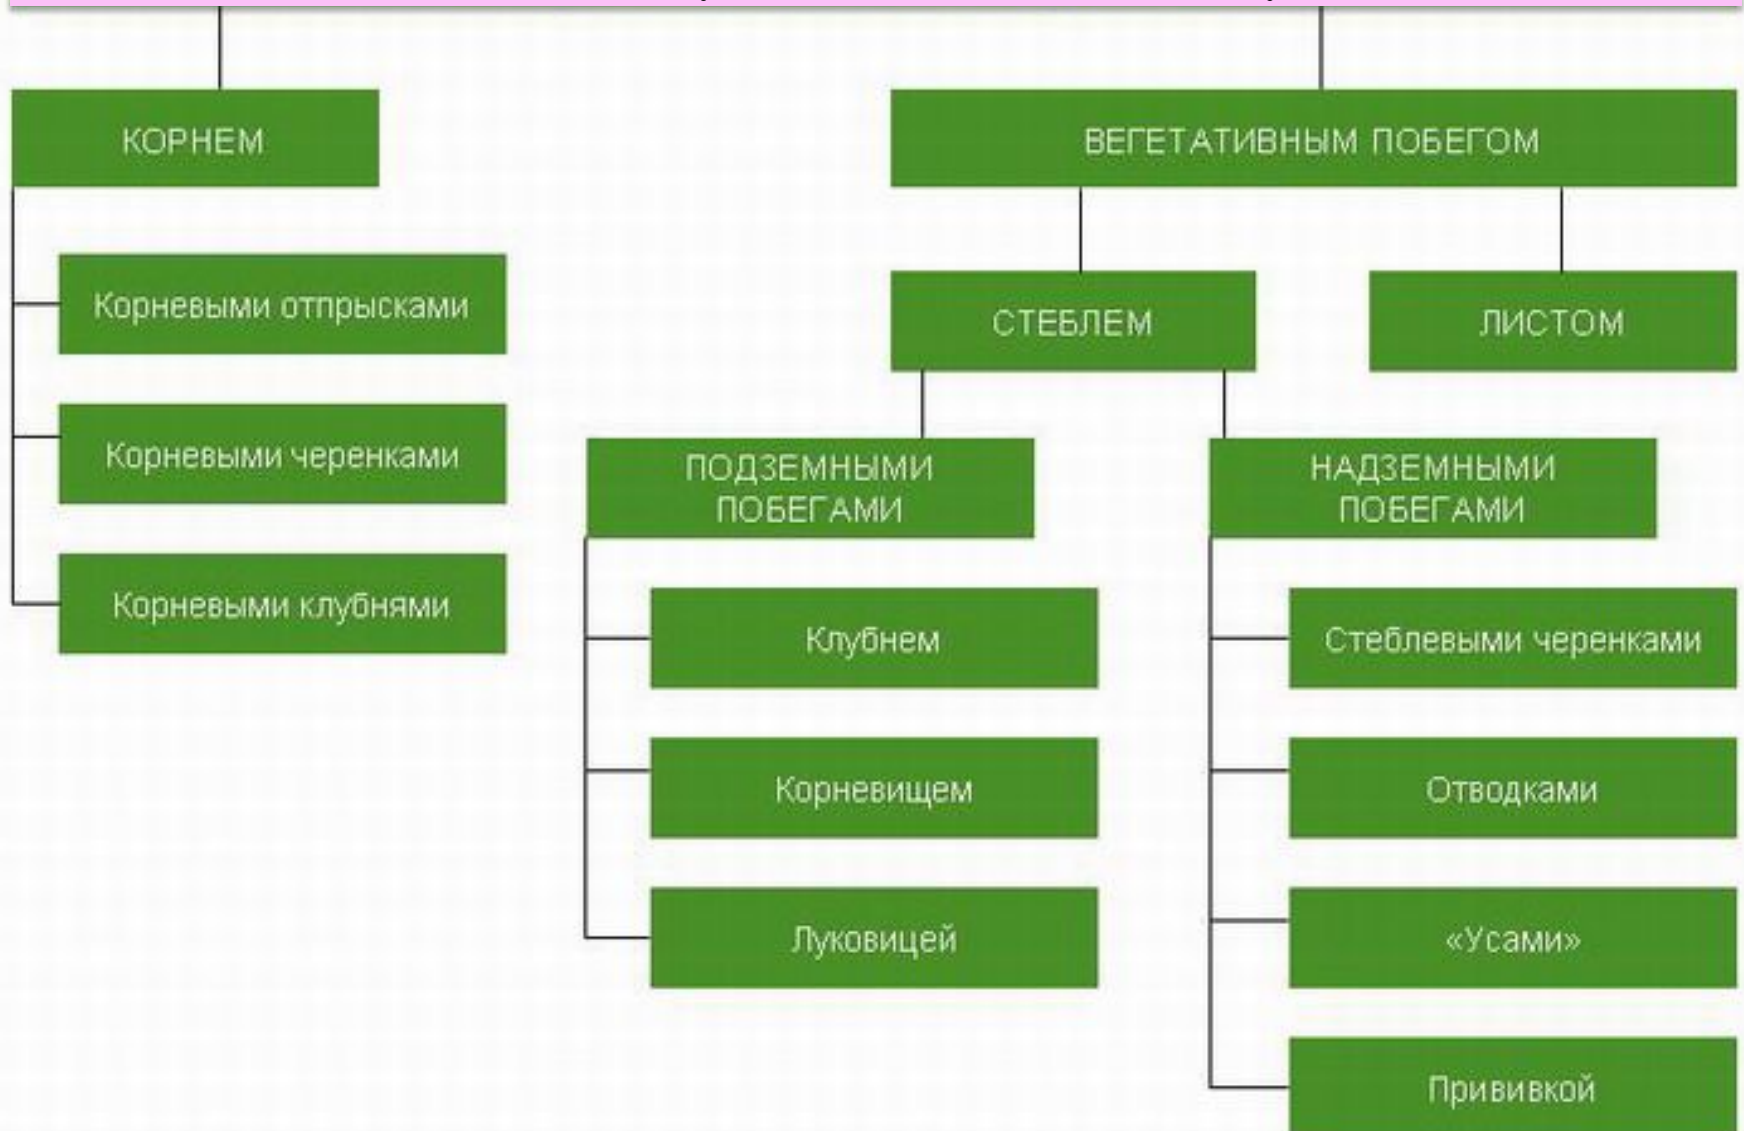 КОРНЕМ
ВЕГЕТАТИВНЫМ ПОБЕГОМ
Корневыми отпрысками
Корневыми черенками
Корневыми клубнями
СТЕБЛЕМ
ЛИСТОМ
ПОДЗЕМНЫМИ
ПОБЕГАМИ
Клубнем
Корневищем
Луковицей
НАДЗЕМНЫМИ
ПОБЕГАМИ
Стеблевыми черенками
Отводками
«Усами»
Прививкой